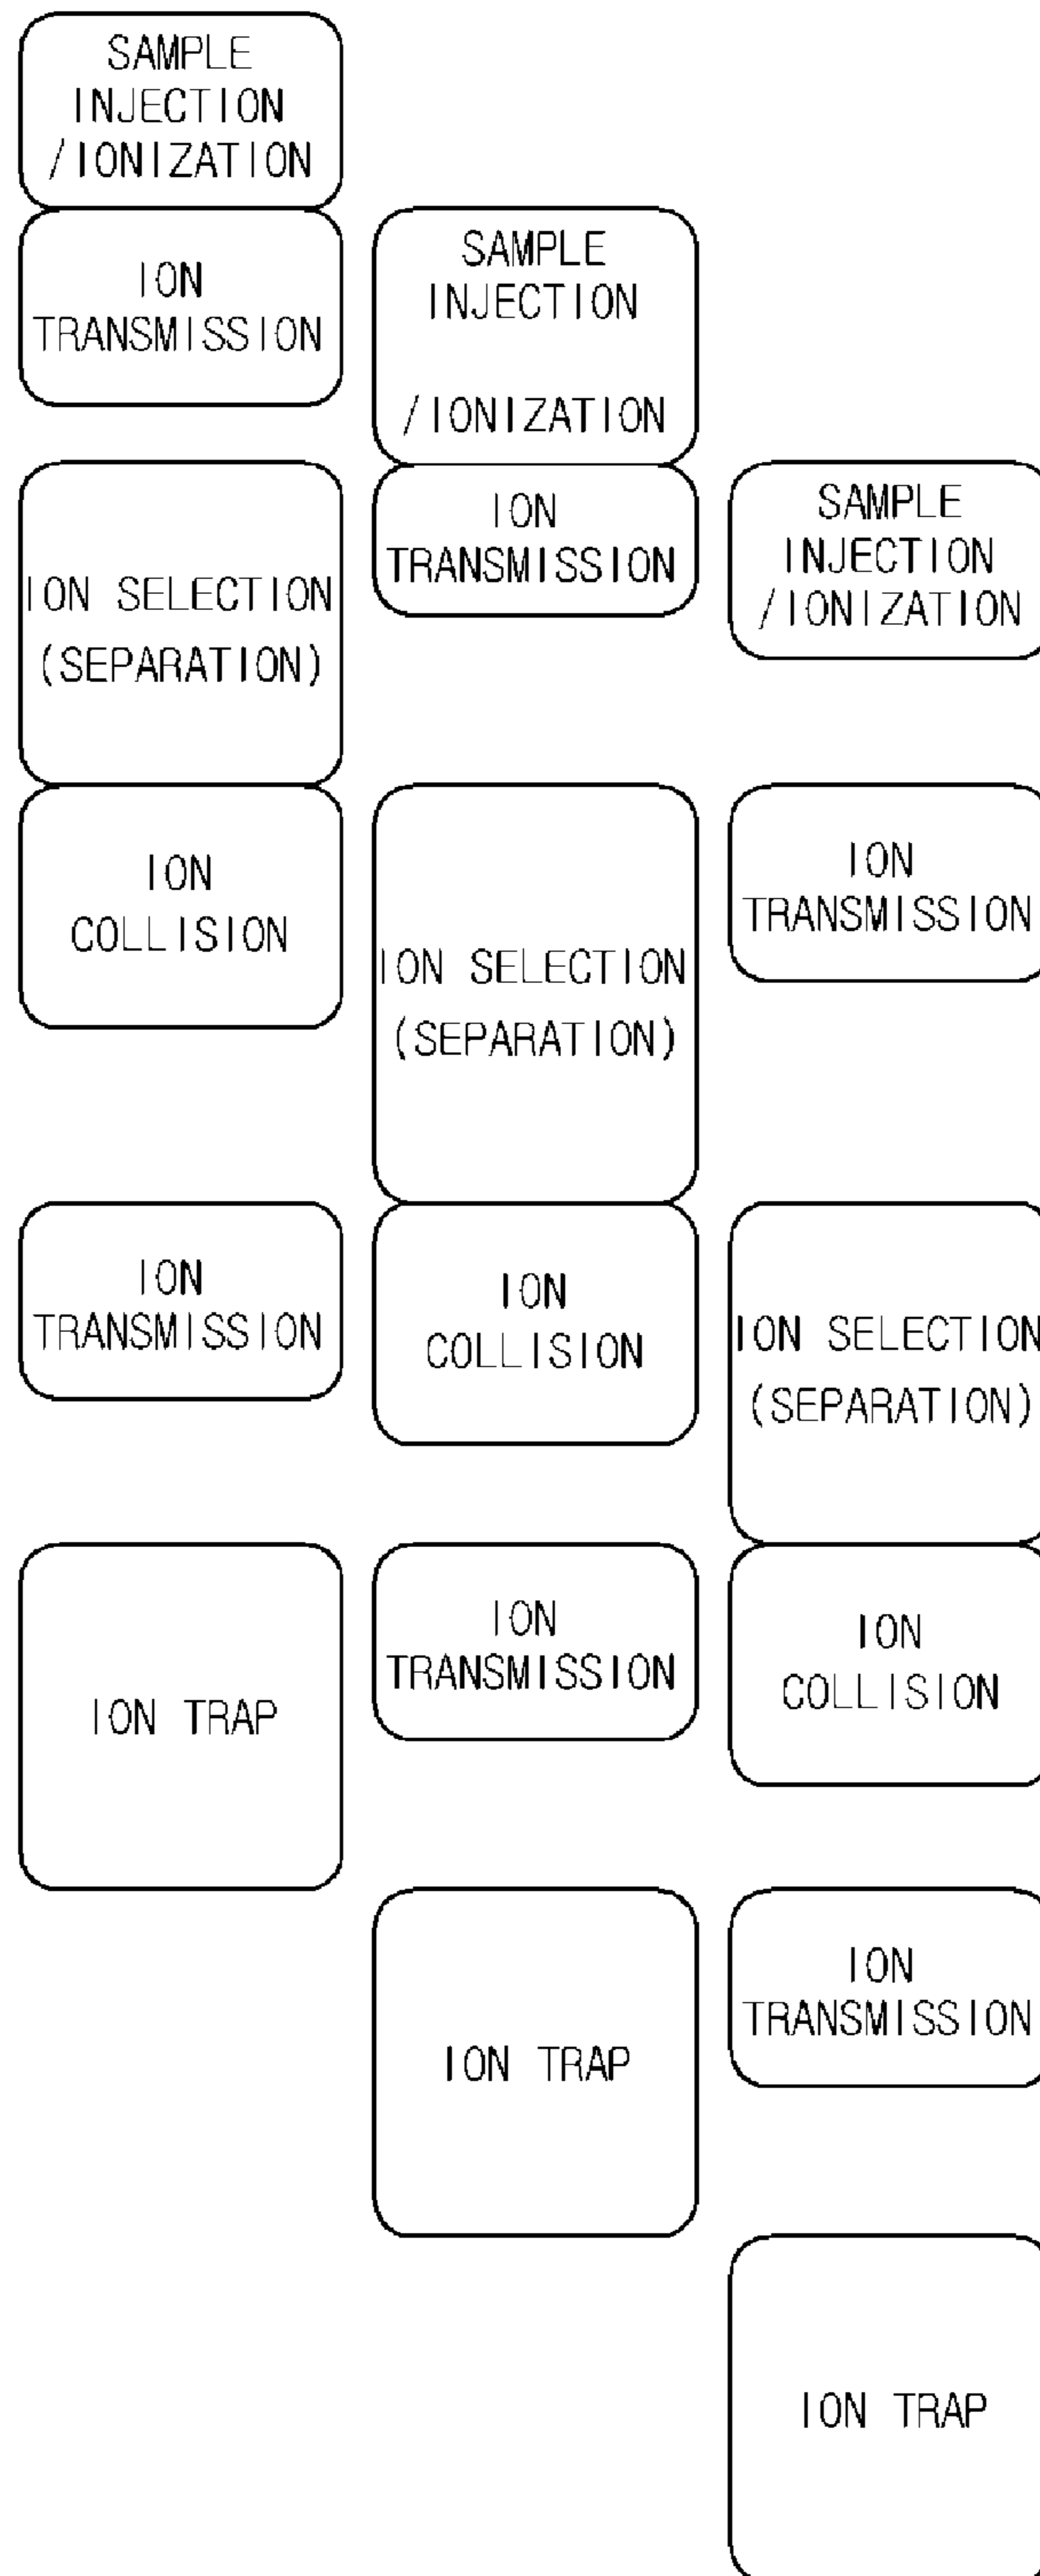 SAMPLE
INJECTION
/IONIZATION
ION
TRANSMISSION
SAMPLE
INJECTION
/IONIZATION
ION SELECTION
(SEPARATION)
ION
TRANSMISSION
SAMPLE
INJECTION
/IONIZATION
ION
COLLISION
ION SELECTION
(SEPARATION)
ION
TRANSMISSION
ION
TRANSMISSION
ION
COLLISION
ION SELECTION
(SEPARATION)
ION TRAP
ION
TRANSMISSION
ION
COLLISION
ION TRAP
ION
TRANSMISSION
ION TRAP